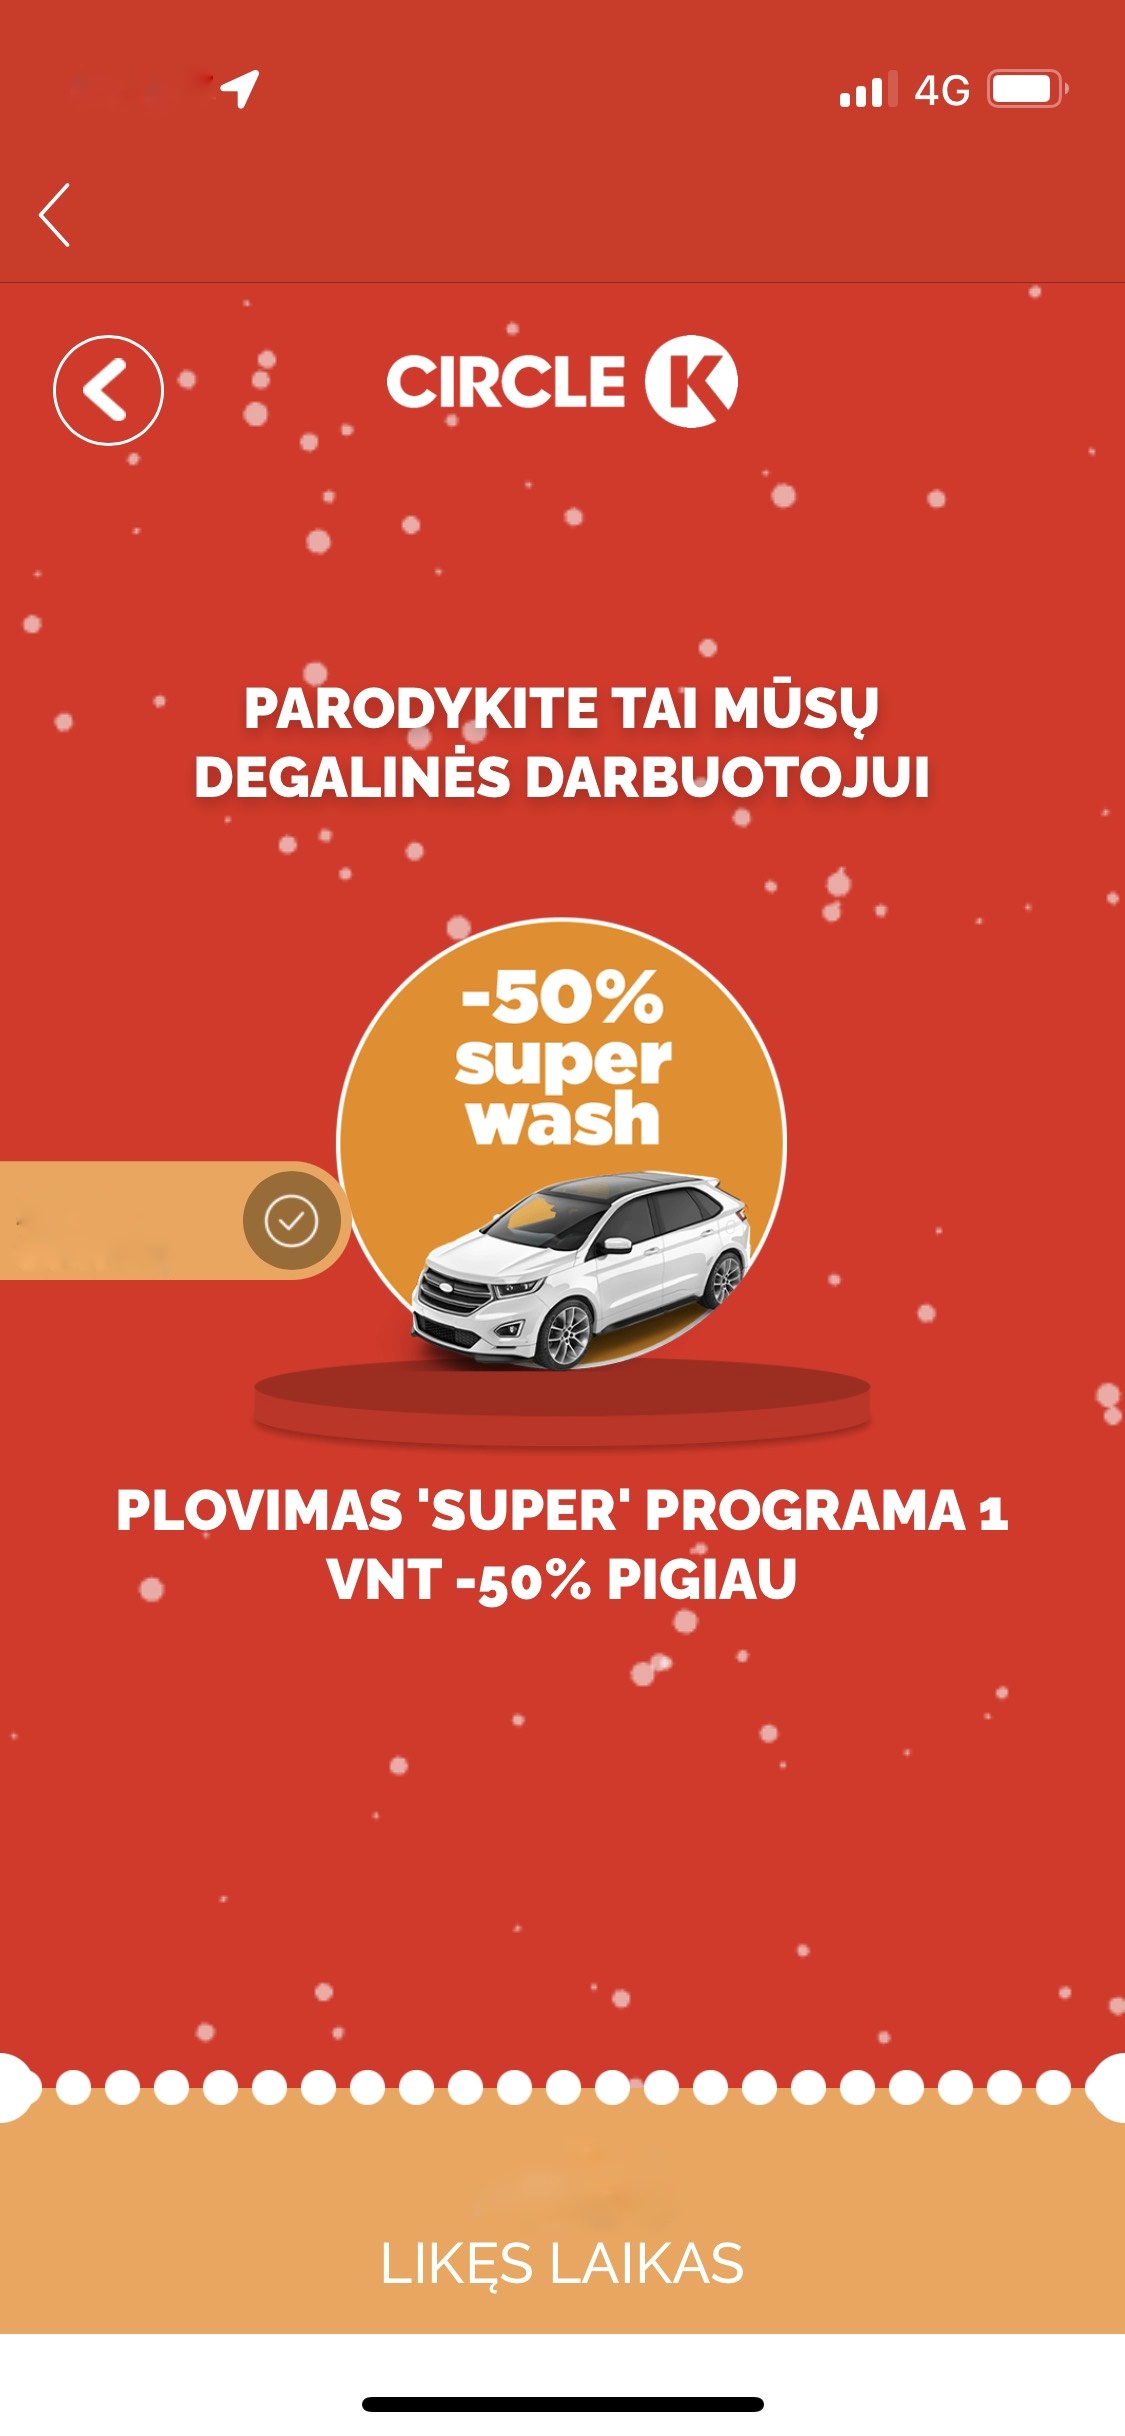 4G
CIRCLE K
PARODYKITE TAI MŪSŲ
DEGALINĖS DARBUOTOJUI
-50%
super
wash
PLOVIMAS 'SUPER' PROGRAMA 1
VNT -50% PIGIAU
LIKĘS LAIKAS